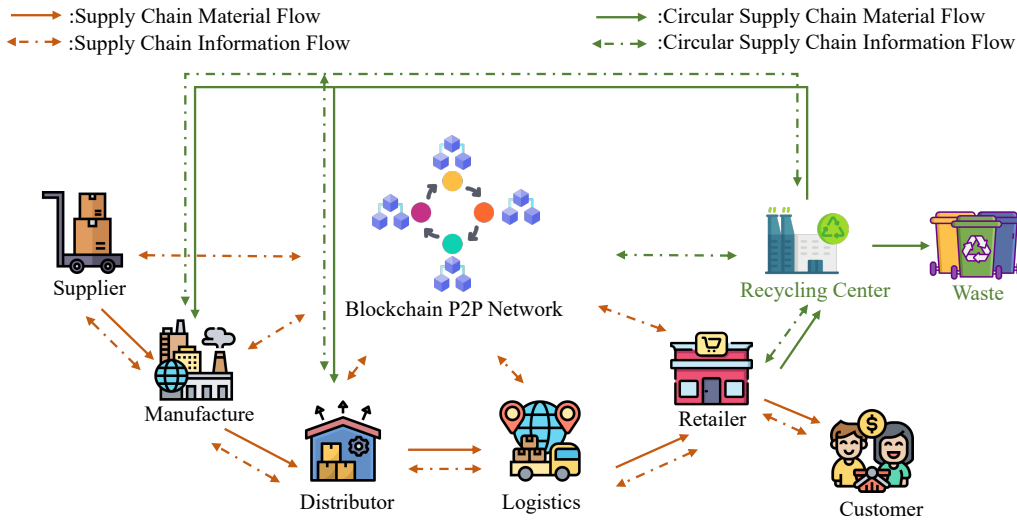 :Supply Chain Material Flow
:Supply Chain Information Flow
:Circular Supply Chain Material Flow
:Circular Supply Chain Information Flow
Supplier
Blockchain P2P Network
Recycling Center
Waste
Manufacture
Retailer
Distributor
Logistics
Customer